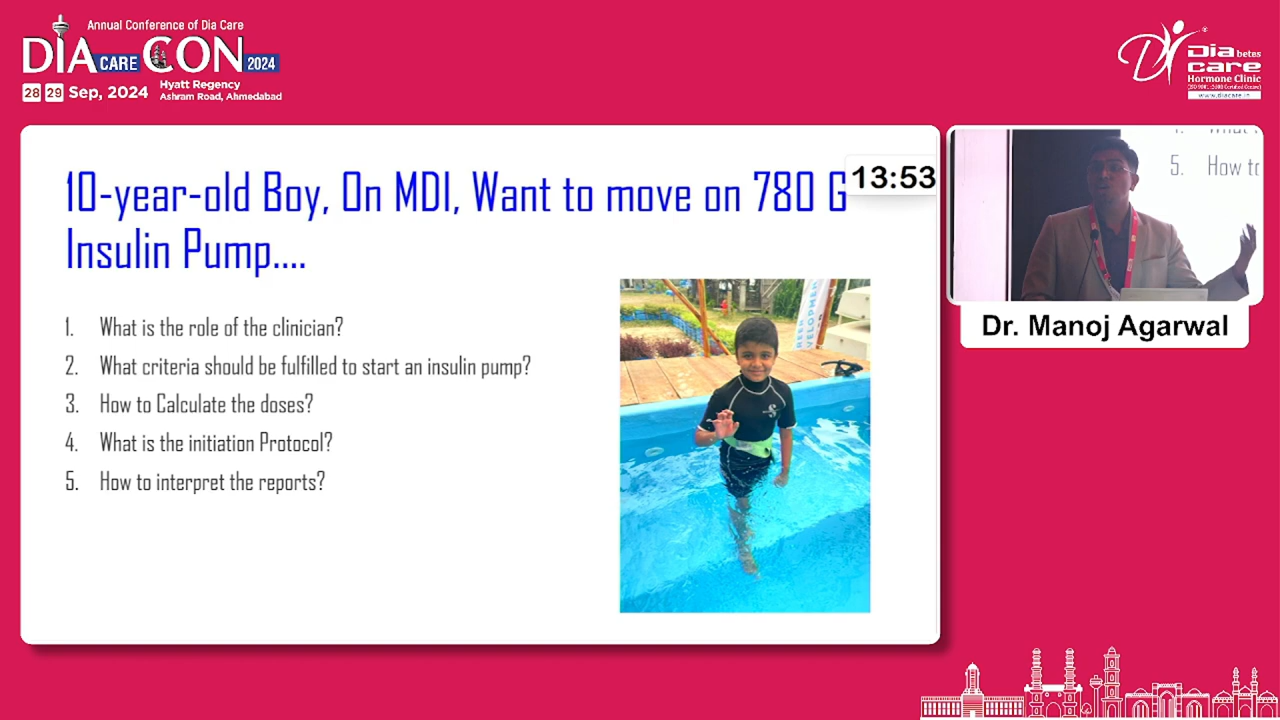 Annual Conference of Dia Care
DIA CARE CON 2024
28 29 Sep, 2024
Hyatt Regency
Ashram Road, Ahmedabad
Diabetes
care
Hormone Clinic
www.diacare.in
13:53
10-year-old Boy, On MDI, Want to move on 780 G
Insulin Pump....
1. What is the role of the clinician?
2. What criteria should be fulfilled to start an insulin pump?
3. How to Calculate the doses?
4. What is the initiation Protocol?
5. How to interpret the reports?
5. How to
Dr. Manoj Agarwal